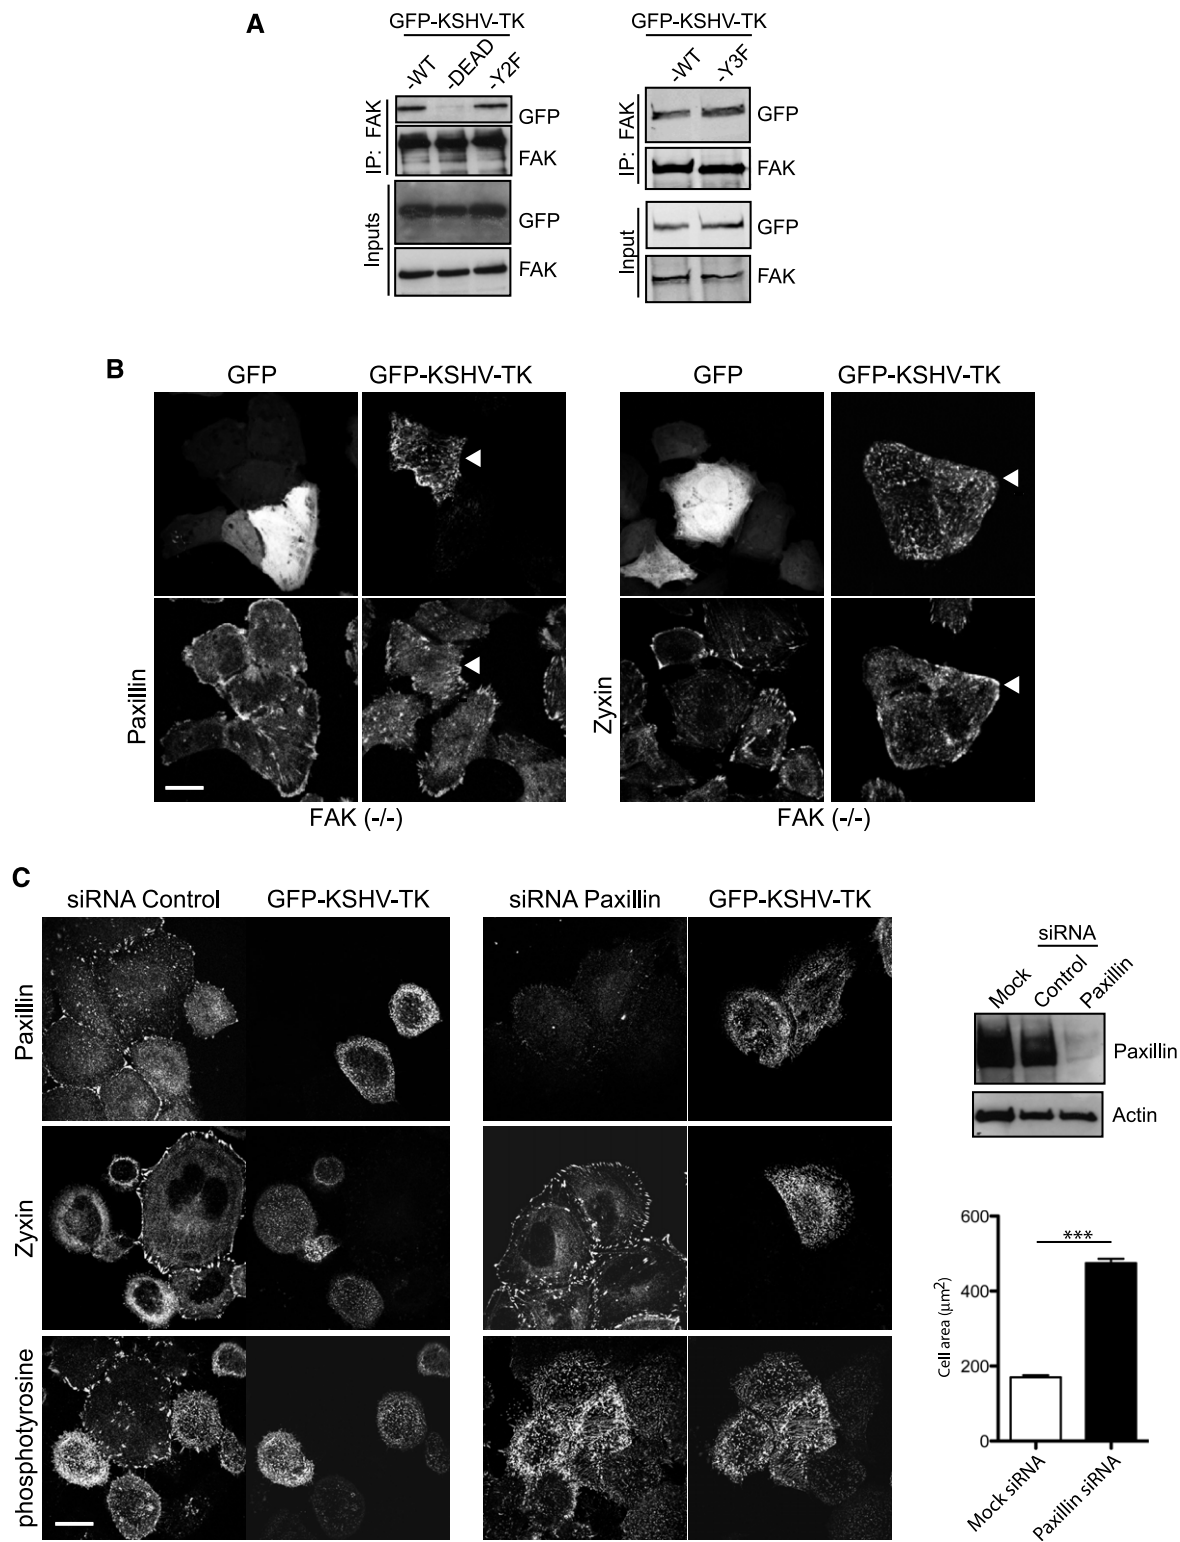 A
GFP-KSHV-TK
-WT
-DEAD
-Y2F
IP: FAK
GFP
FAK
Inputs
GFP
FAK
GFP-KSHV-TK
-WT
-Y3F
IP: FAK
GFP
FAK
Input
GFP
FAK
B
GFP
GFP-KSHV-TK
Paxillin
FAK (-/-)
GFP
GFP-KSHV-TK
Zyxin
FAK (-/-)
C
siRNA Control
GFP-KSHV-TK
siRNA Paxillin
GFP-KSHV-TK
Paxillin
Zyxin
phosphotyrosine
siRNA
Mock
Control
Paxillin
Paxillin
Actin
Cell area (µm²)
600
400
200
0
***
Mock siRNA
Paxillin siRNA